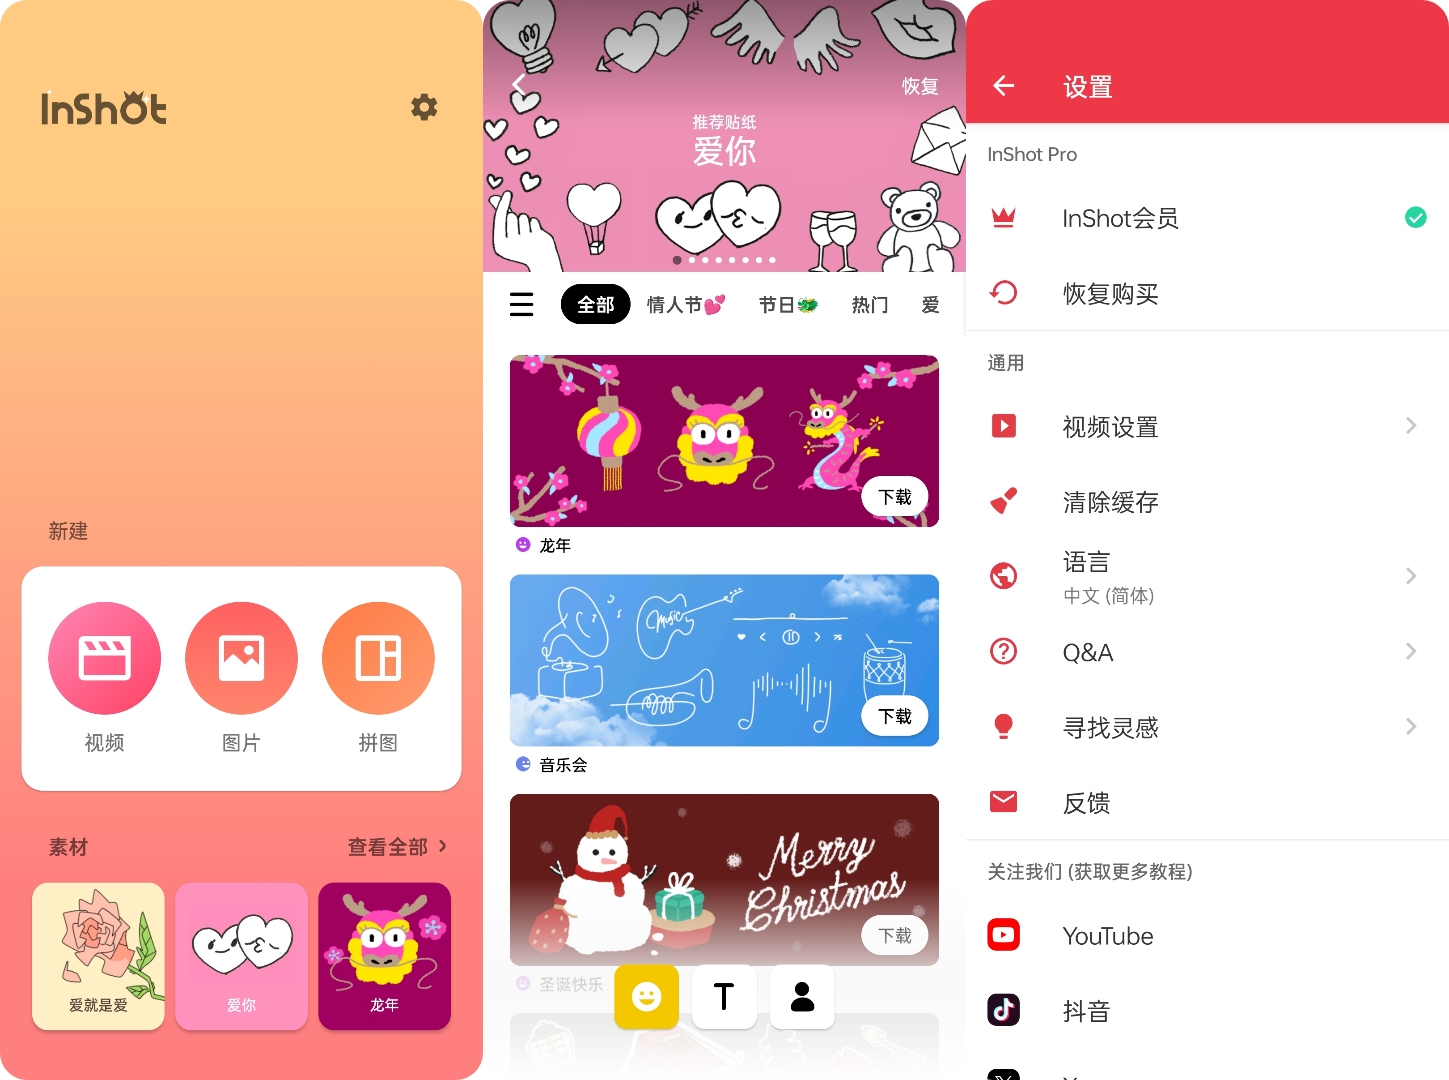 InShOt
新建
视频
图片
拼图
素材
查看全部
爱就是爱
爱你
龙年
恢复
推荐贴纸
爱你
全部
情人节💕
节日🐲
热门
爱
下载
龙年
Music
下载
音乐会
Merry
Christmas
下载
圣诞快乐
T
设置
InShot Pro
InShot会员
恢复购买
通用
视频设置
清除缓存
语言
中文 (简体)
Q&A
寻找灵感
反馈
关注我们 (获取更多教程)
YouTube
抖音